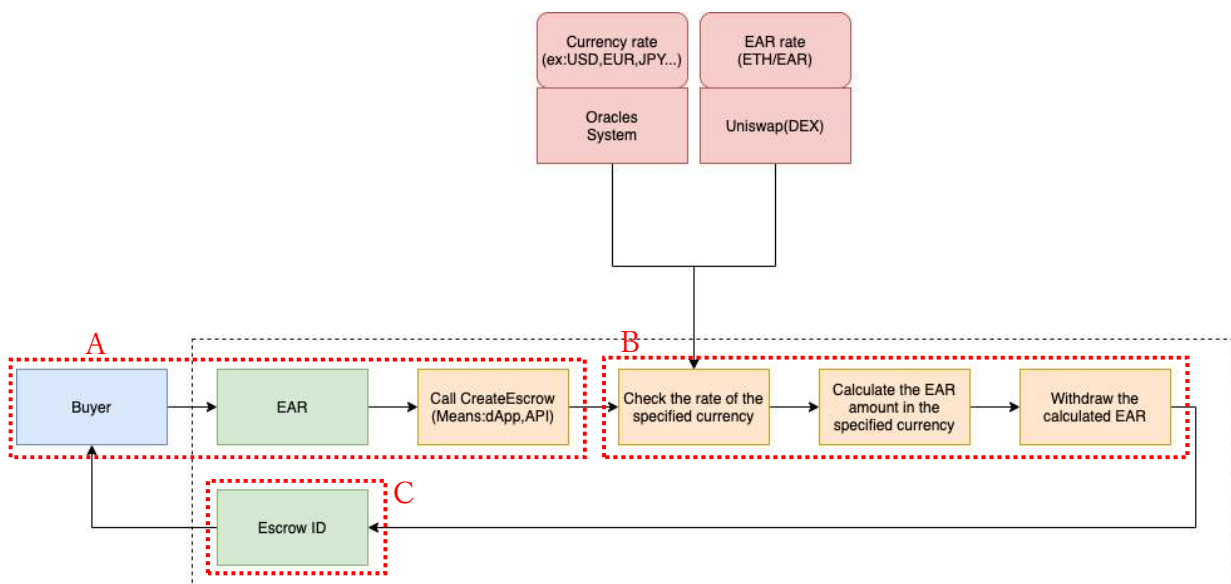 Currency rate
(ex:USD,EUR,JPY...)
EAR rate
(ETH/EAR)
Oracles
System
Uniswap(DEX)
A
B
Buyer
EAR
Call CreateEscrow
(Means:dApp,API)
Check the rate of the
specified currency
Calculate the EAR
amount in the
specified currency
Withdraw the
calculated EAR
C
Escrow ID